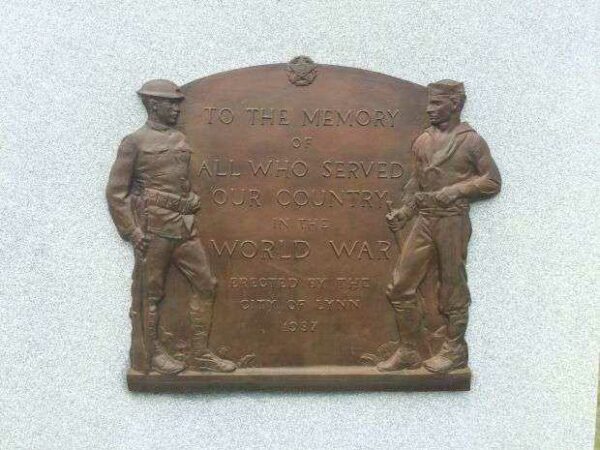 TO THE MEMORY
OF
ALL WHO SERVED
OUR COUNTRY
IN THE
WORLD WAR
ERECTED BY THE
CITY OF LYNN
1937